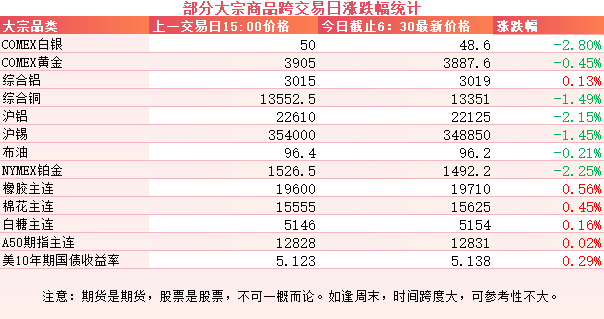 部分大宗商品跨交易日涨跌幅统计
大宗品类 上一交易日15:00价格 今日截止6：30最新价格 涨跌幅
COMEX白银 50 48.6 -2.80%
COMEX黄金 3905 3887.6 -0.45%
综合铝 3015 3019 0.13%
综合铜 13552.5 13351 -1.49%
沪铝 22610 22125 -2.15%
沪锡 354000 348850 -1.45%
布油 96.4 96.2 -0.21%
NYMEX铂金 1526.5 1492.2 -2.25%
橡胶主连 19600 19710 0.56%
棉花主连 15555 15625 0.45%
白糖主连 5146 5154 0.16%
A50期指主连 12828 12831 0.02%
美10年期国债收益率 5.123 5.138 0.29%
注意：期货是期货，股票是股票，不可一概而论。如逢周末，时间跨度大，可参考性不大。